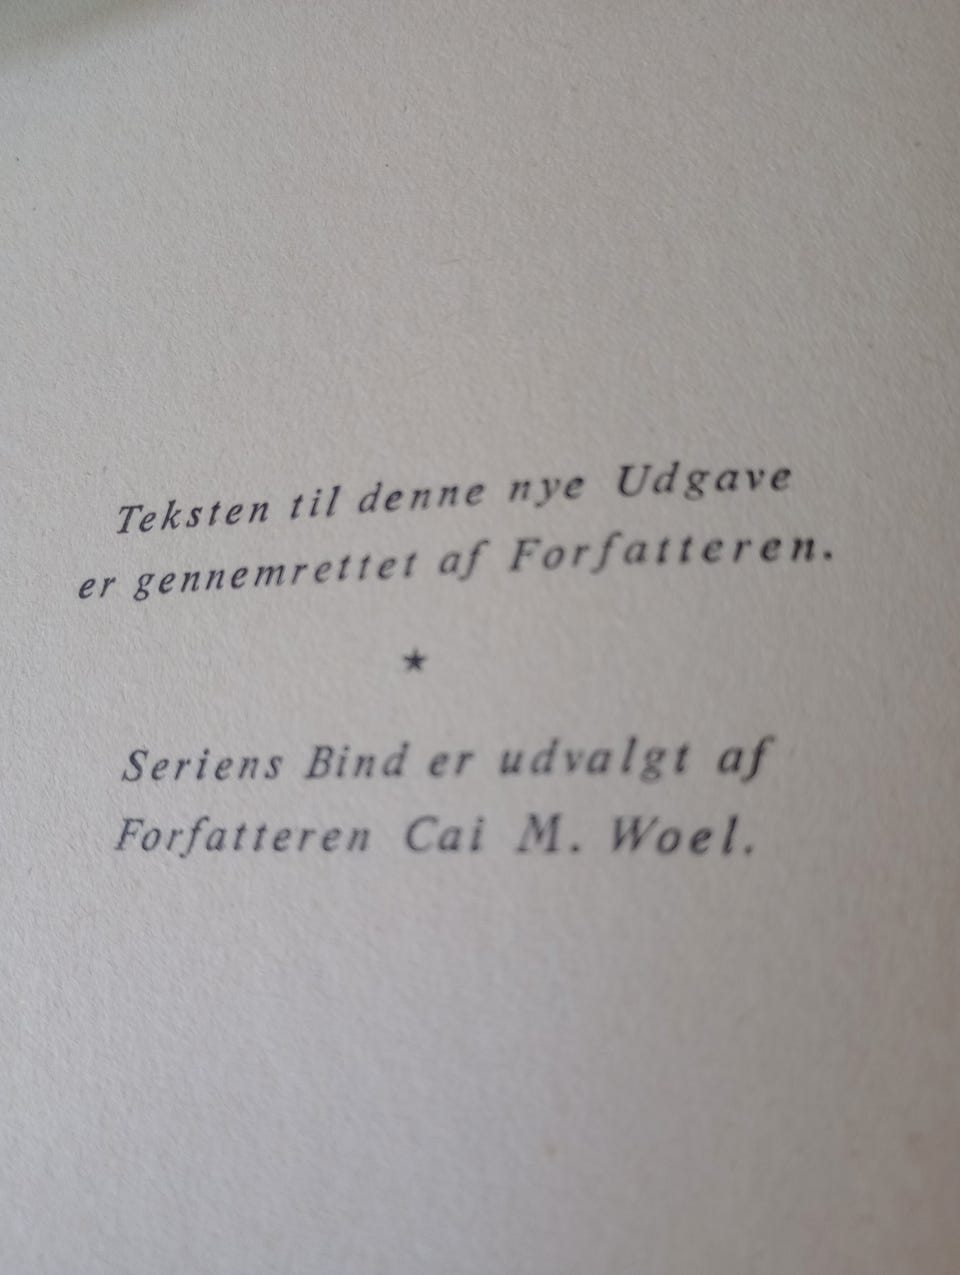 Teksten til denne nye Udgave
er gennemrettet af Forfatteren.
★
Seriens Bind er udvalgt af
Forfatteren Cai M. Woel.